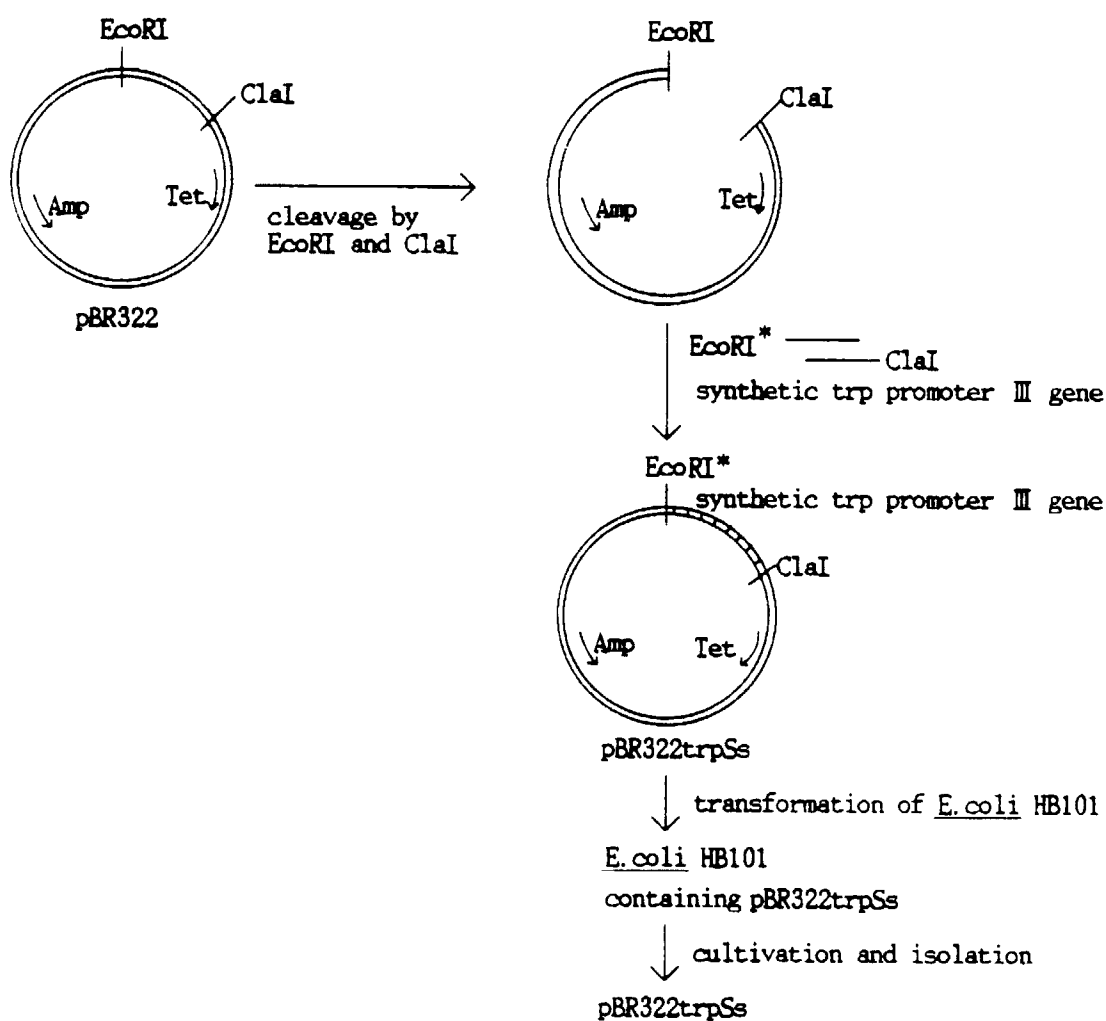 EcoRI
ClaI
Amp
Tet
pBR322
cleavage by
EcoRI and ClaI
EcoRI
ClaI
Amp
Tet
EcoRI*
ClaI
synthetic trp promoter III gene
EcoRI*
synthetic trp promoter III gene
ClaI
Amp
Tet
pBR322trpSs
transformation of E.coli HB101
E.coli HB101
containing pBR322trpSs
cultivation and isolation
pBR322trpSs